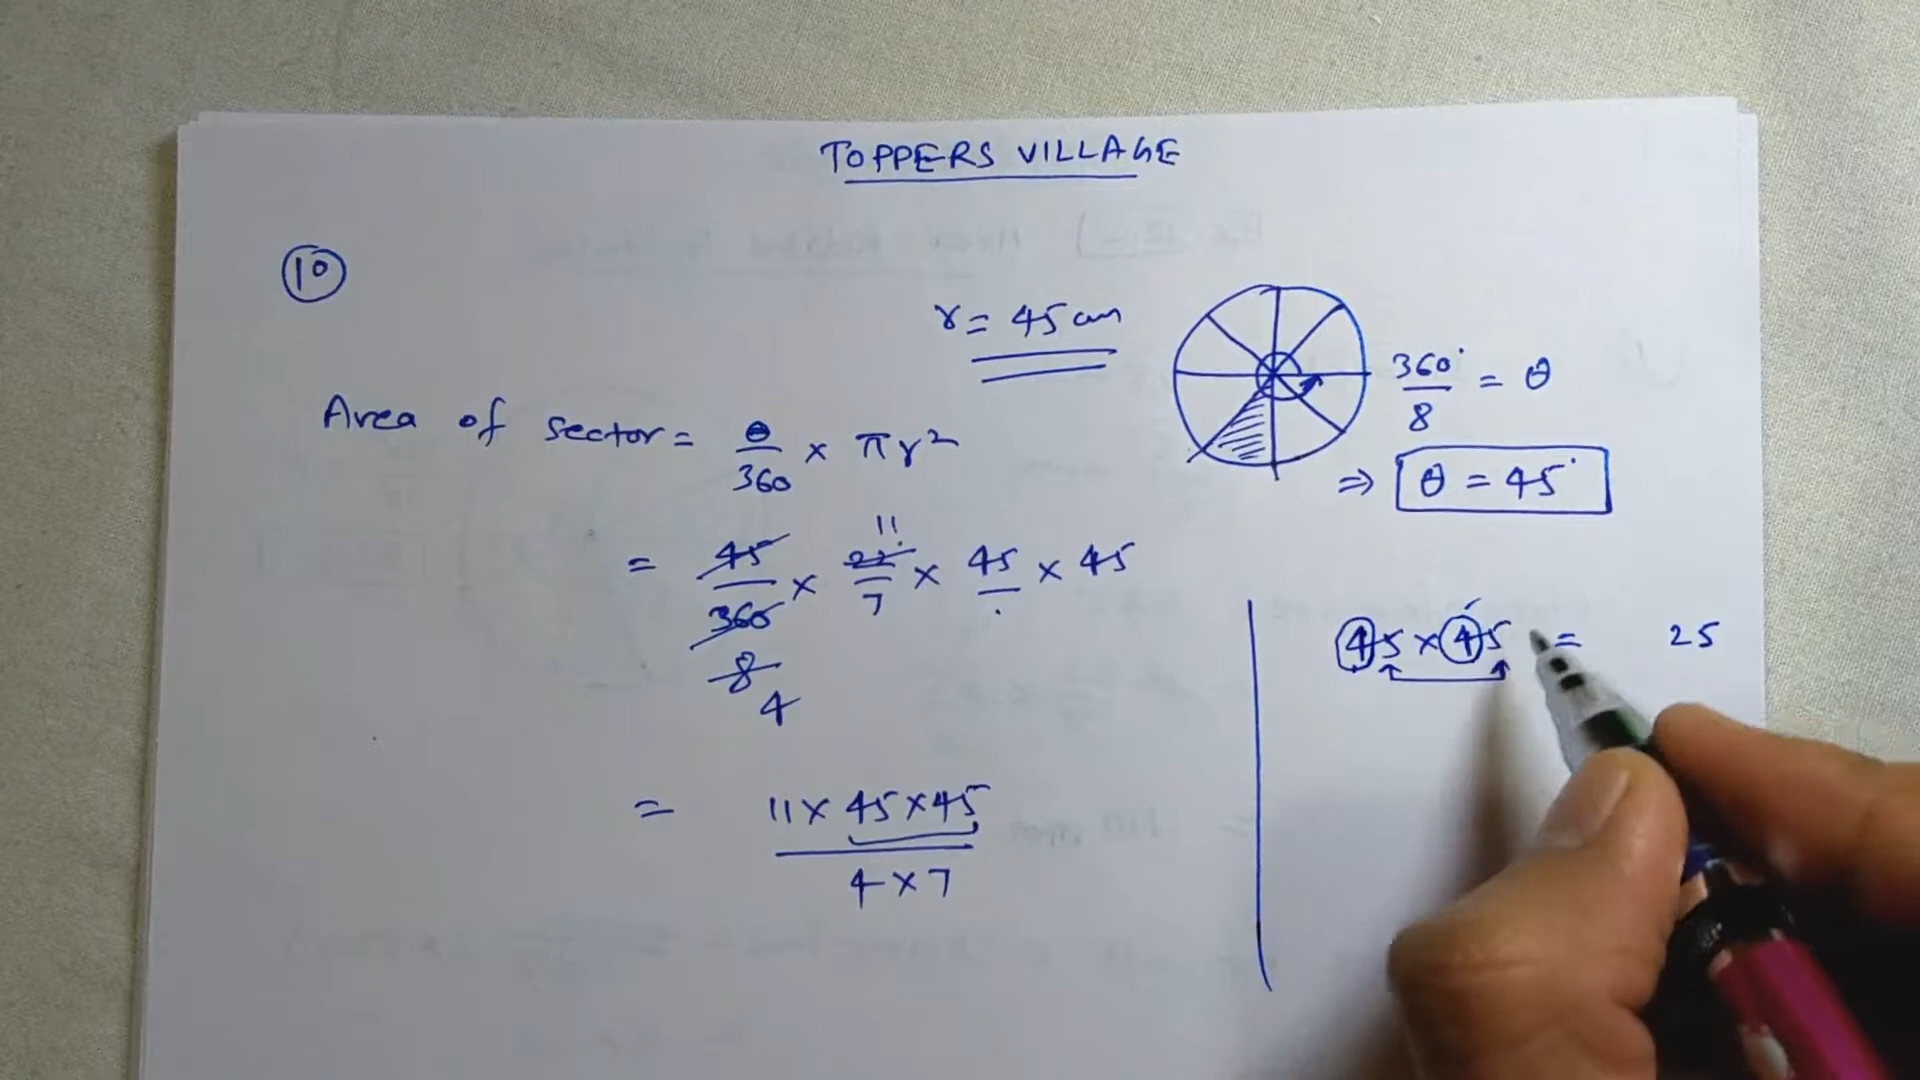 TOPPERS VILLAGE
10
r = 45 cm
360° / 8 = θ
⇒ θ = 45°
Area of sector = θ/360 × πr²
= 45/360 × 22/7 × 45 × 45
11
8
4
= 11 × 45 × 45 / 4 × 7
45 × 45 = 25